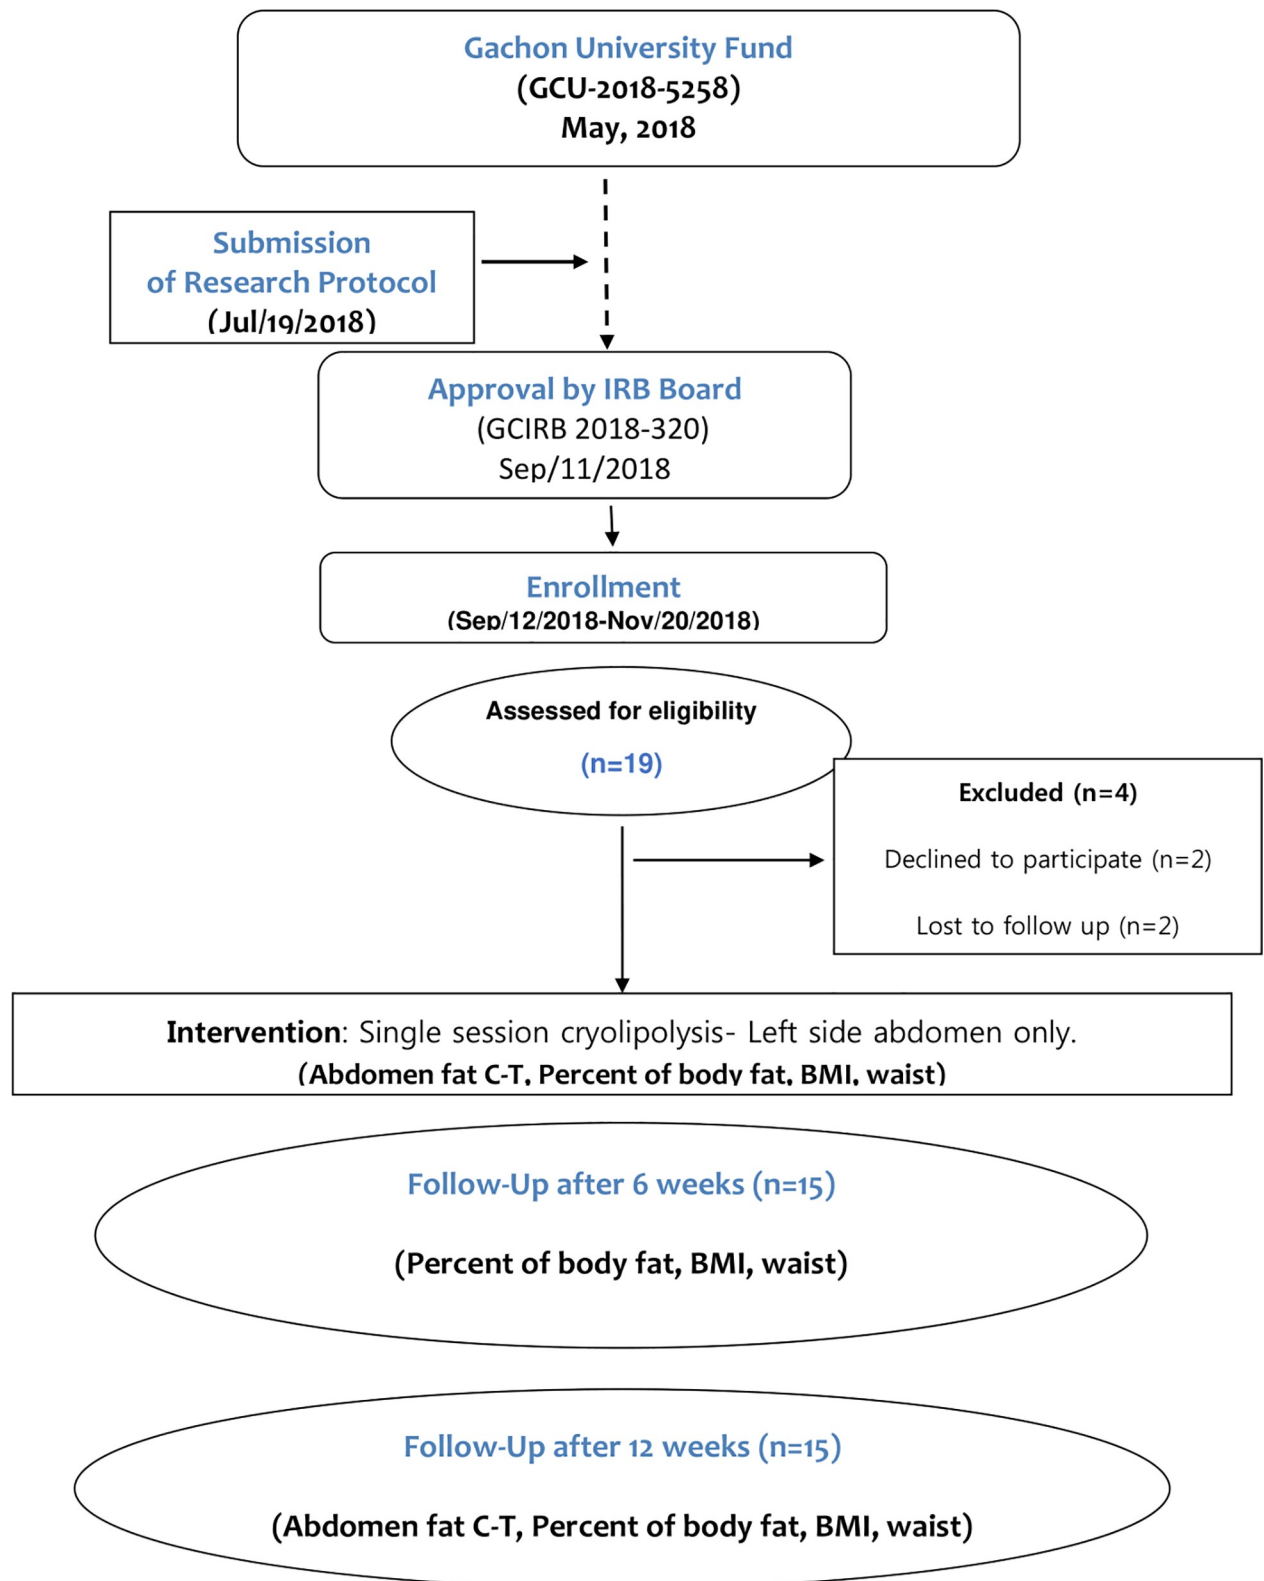 Gachon University Fund
(GCU-2018-5258)
May, 2018
Submission
of Research Protocol
(Jul/19/2018)
Approval by IRB Board
(GCIRB 2018-320)
Sep/11/2018
Enrollment
(Sep/12/2018-Nov/20/2018)
Assessed for eligibility
(n=19)
Excluded (n=4)
Declined to participate (n=2)
Lost to follow up (n=2)
Intervention: Single session cryolipolysis- Left side abdomen only.
(Abdomen fat C-T, Percent of body fat, BMI, waist)
Follow-Up after 6 weeks (n=15)
(Percent of body fat, BMI, waist)
Follow-Up after 12 weeks (n=15)
(Abdomen fat C-T, Percent of body fat, BMI, waist)